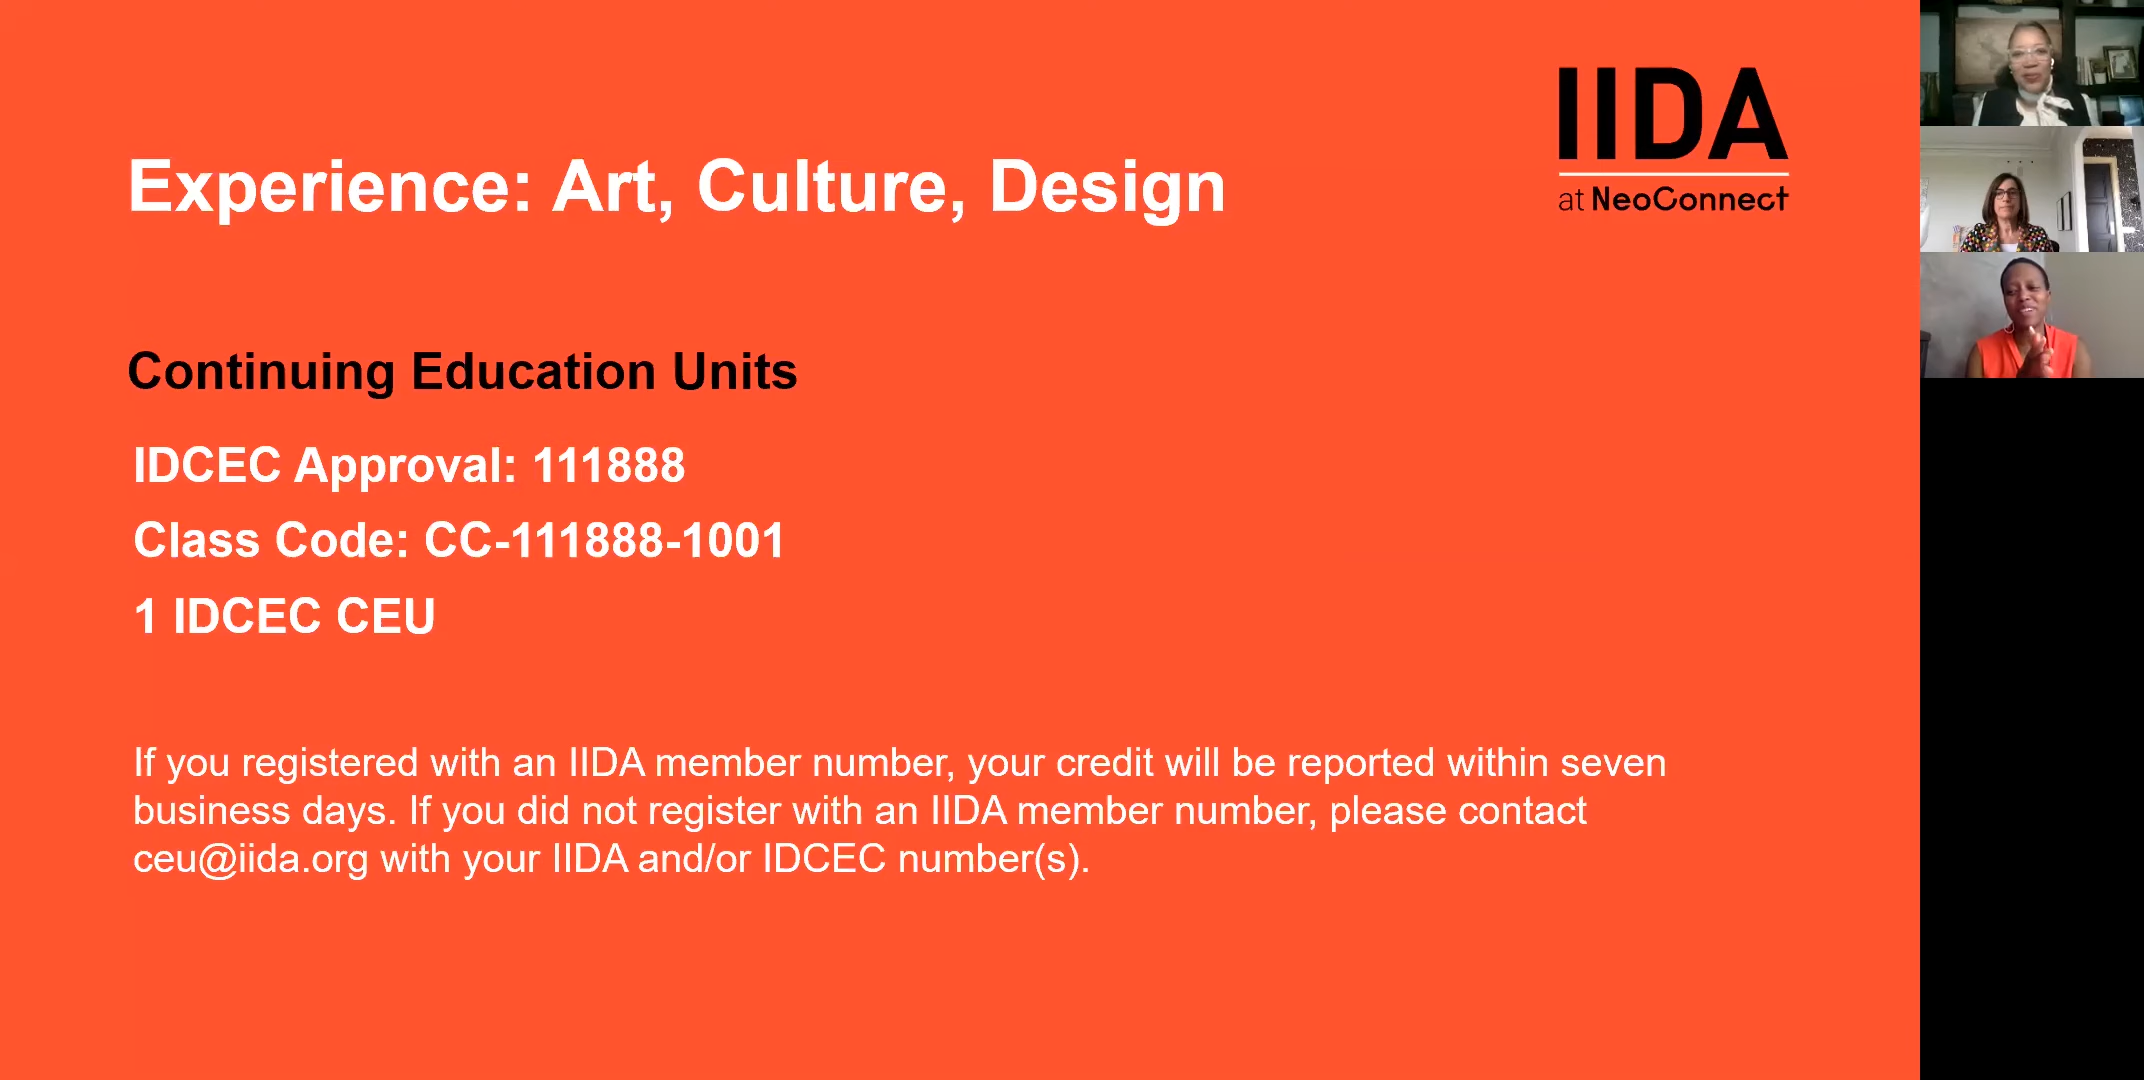 IIDA
at NeoConnect
Experience: Art, Culture, Design
Continuing Education Units
IDCEC Approval: 111888
Class Code: CC-111888-1001
1 IDCEC CEU
If you registered with an IIDA member number, your credit will be reported within seven
business days. If you did not register with an IIDA member number, please contact
ceu@iida.org with your IIDA and/or IDCEC number(s).